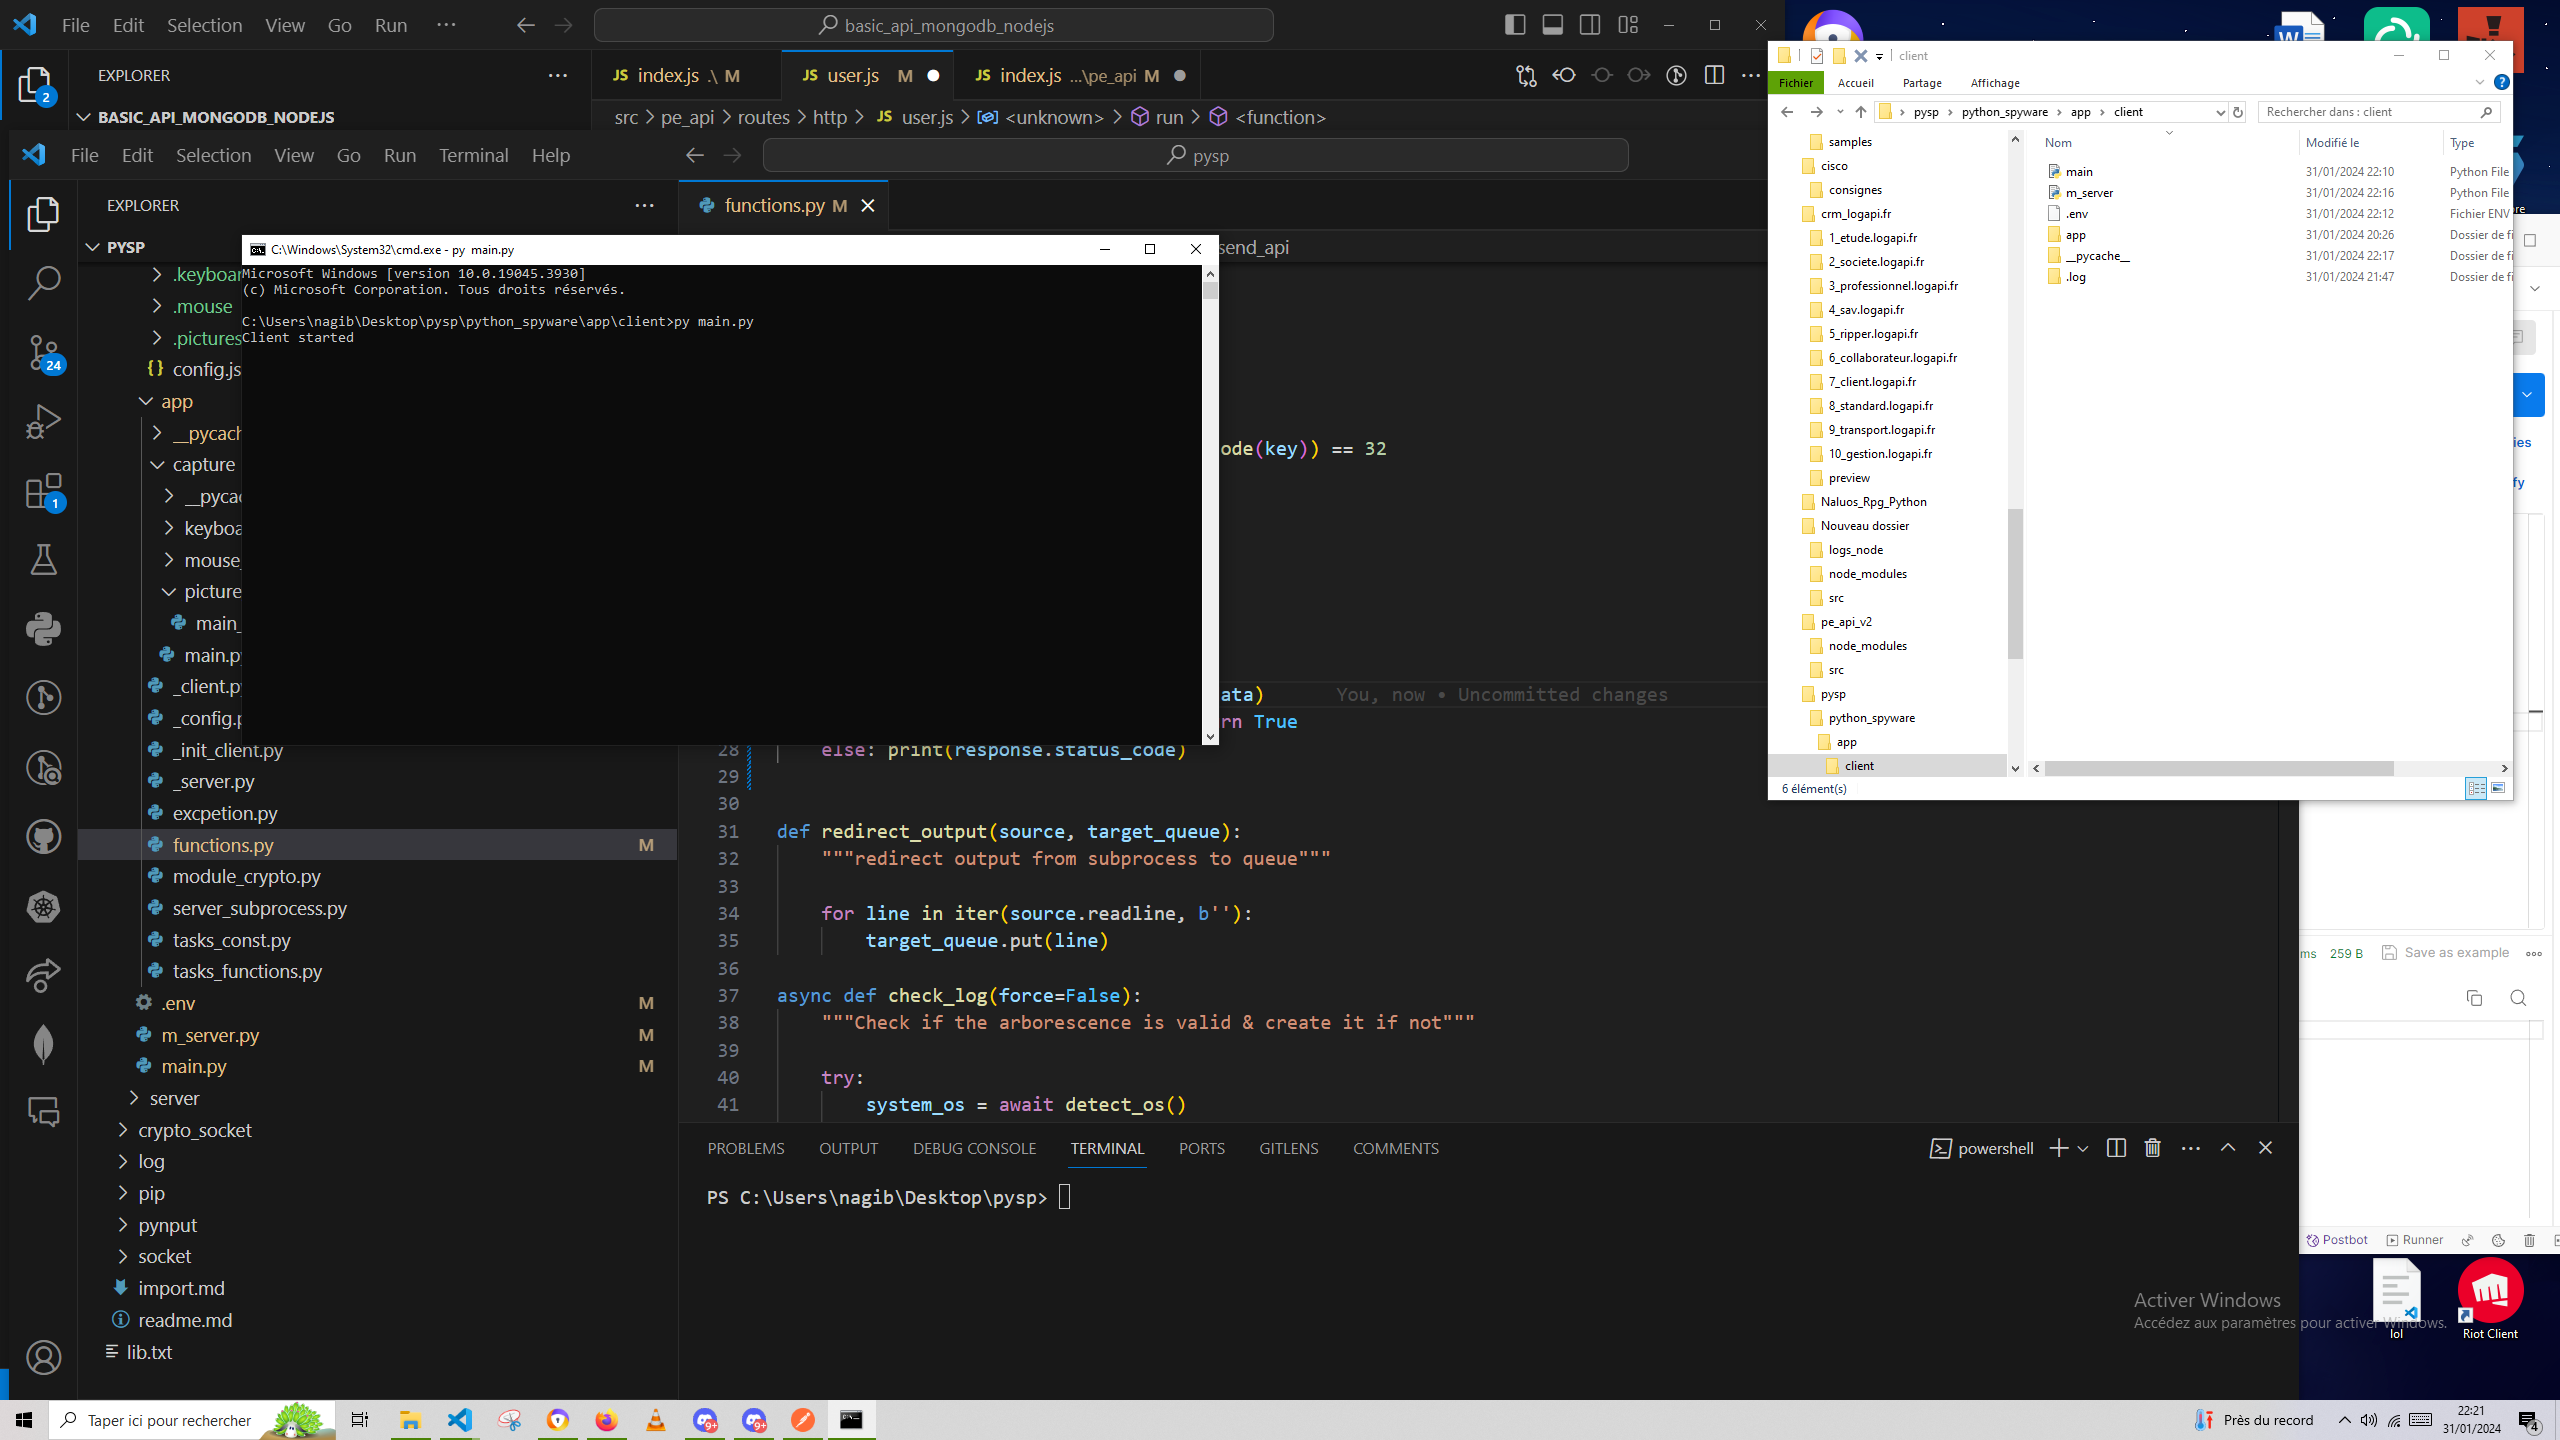 File Edit Selection View Go Run ··· basic_api_mongodb_nodejs
EXPLORER
BASIC_API_MONGODB_NODEJS
2
JS index.js .\ M
JS user.js M
JS index.js ...\pe_api M
src > pe_api > routes > http > JS user.js > <unknown> > run > <function>
File Edit Selection View Go Run Terminal Help
pysp
EXPLORER
functions.py M
PYSP
send_api
.keyboar
.mouse
.pictures
config.js
app
__pycach
capture
__pycac
keyboa
mouse_
picture
main_
main.py
_client.py
_config.p
_init_client.py
_server.py
excpetion.py
functions.py M
module_crypto.py
server_subprocess.py
tasks_const.py
tasks_functions.py
.env M
m_server.py M
main.py M
server
crypto_socket
log
pip
pynput
socket
import.md
readme.md
lib.txt
24
1
C:\Windows\System32\cmd.exe - py  main.py
Microsoft Windows [version 10.0.19045.3930]
(c) Microsoft Corporation. Tous droits réservés.
C:\Users\nagib\Desktop\pysp\python_spyware\app\client>py main.py
Client started
ode(key)) == 32
ata) You, now • Uncommitted changes
rn True
28 else: print(response.status_code)
29
30
31 def redirect_output(source, target_queue):
32 """redirect output from subprocess to queue"""
33
34 for line in iter(source.readline, b''):
35 target_queue.put(line)
36
37 async def check_log(force=False):
38 """Check if the arborescence is valid & create it if not"""
39
40 try:
41 system_os = await detect_os()
PROBLEMS OUTPUT DEBUG CONSOLE TERMINAL PORTS GITLENS COMMENTS
powershell
PS C:\Users\nagib\Desktop\pysp>
client
Fichier Accueil Partage Affichage
pysp > python_spyware > app > client
Rechercher dans : client
samples
cisco
consignes
crm_logapi.fr
1_etude.logapi.fr
2_societe.logapi.fr
3_professionnel.logapi.fr
4_sav.logapi.fr
5_ripper.logapi.fr
6_collaborateur.logapi.fr
7_client.logapi.fr
8_standard.logapi.fr
9_transport.logapi.fr
10_gestion.logapi.fr
preview
Naluos_Rpg_Python
Nouveau dossier
logs_node
node_modules
src
pe_api_v2
node_modules
src
pysp
python_spyware
app
client
Nom Modifié le Type
main 31/01/2024 22:10 Python File
m_server 31/01/2024 22:16 Python File
.env 31/01/2024 22:12 Fichier ENV
app 31/01/2024 20:26 Dossier de fi
__pycache__ 31/01/2024 22:17 Dossier de fi
.log 31/01/2024 21:47 Dossier de fi
6 élément(s)
ies
fy
ms 259 B Save as example
Postbot Runner
Activer Windows
Accédez aux paramètres pour activer Windows.
lol
Riot Client
Taper ici pour rechercher
9+
9+
Près du record
22:21
31/01/2024
4